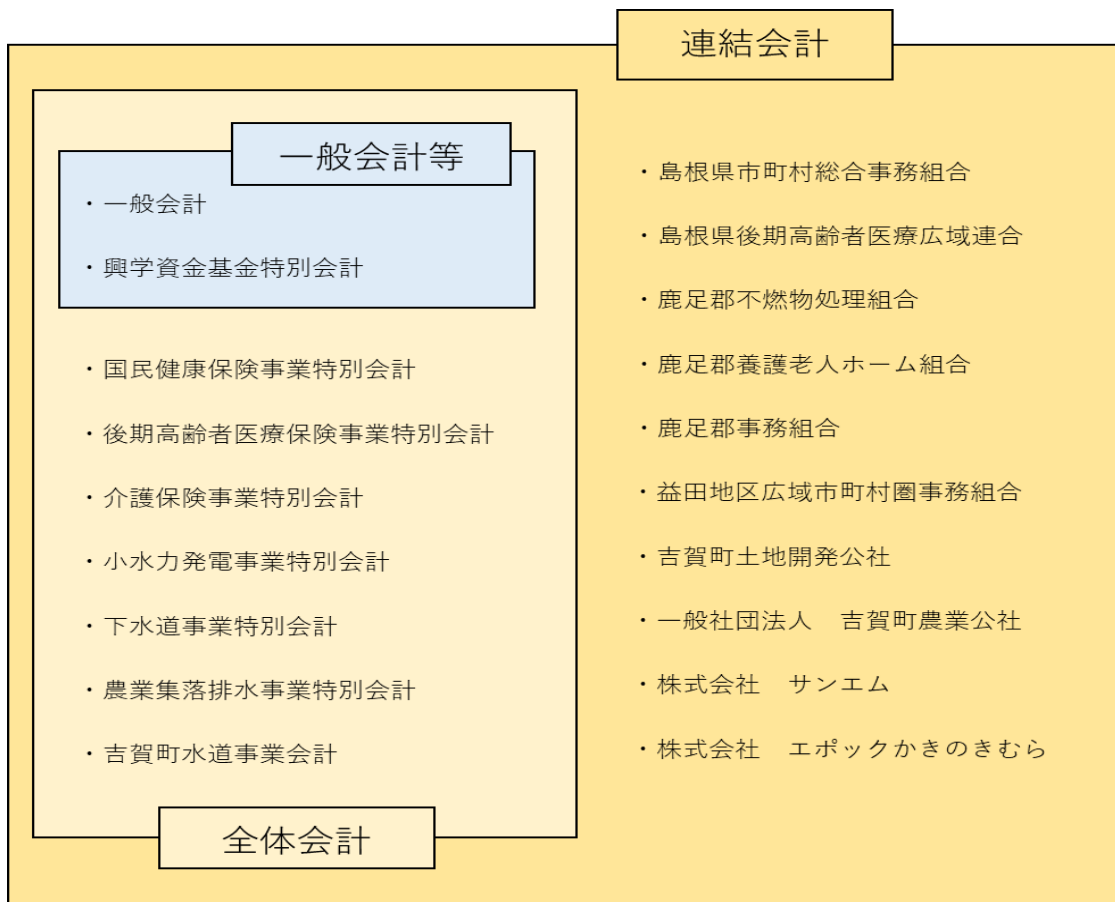 連結会計
一般会計等
・一般会計
・興学資金基金特別会計
・国民健康保険事業特別会計
・後期高齢者医療保険事業特別会計
・介護保険事業特別会計
・小水力発電事業特別会計
・下水道事業特別会計
・農業集落排水事業特別会計
・吉賀町水道事業会計
全体会計
・島根県市町村総合事務組合
・島根県後期高齢者医療広域連合
・鹿足郡不燃物処理組合
・鹿足郡養護老人ホーム組合
・鹿足郡事務組合
・益田地区広域市町村圏事務組合
・吉賀町土地開発公社
・一般社団法人　吉賀町農業公社
・株式会社　サンエム
・株式会社　エポックかきのきむら